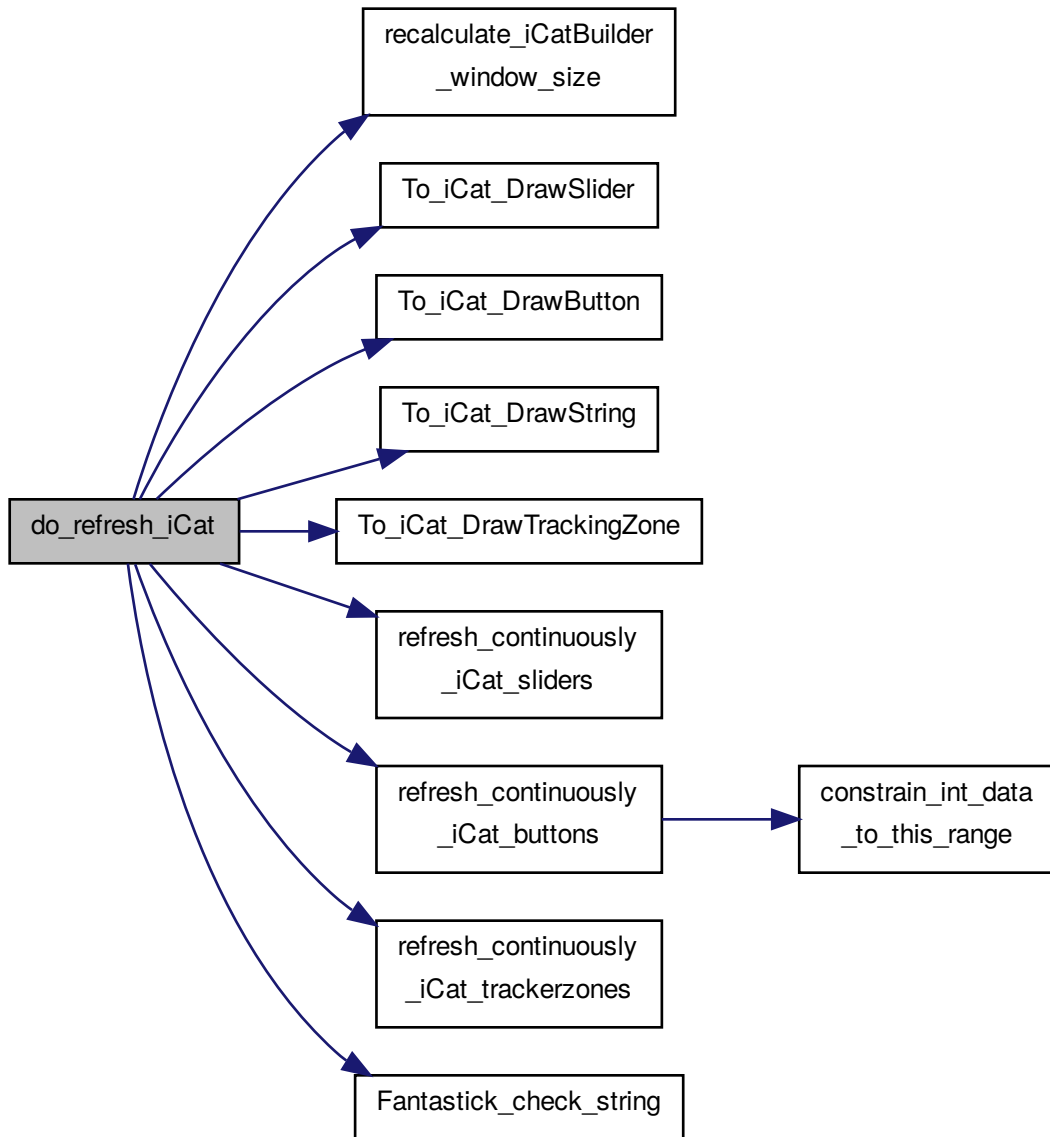 recalculate_iCatBuilder
_window_size
To_iCat_DrawSlider
To_iCat_DrawButton
To_iCat_DrawString
do_refresh_iCat
To_iCat_DrawTrackingZone
refresh_continuously
_iCat_sliders
refresh_continuously
_iCat_buttons
constrain_int_data
_to_this_range
refresh_continuously
_iCat_trackerzones
Fantastick_check_string